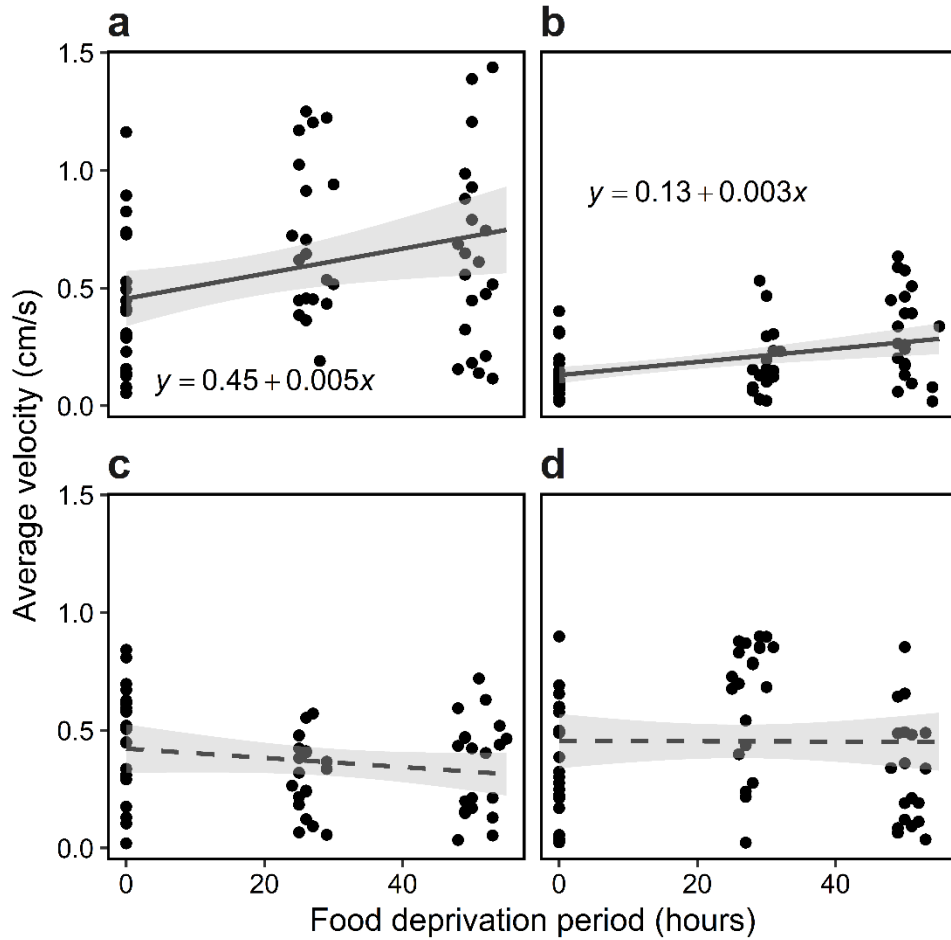 a
b
1.5
1.0
0.5
0.0
y = 0.45 + 0.005x
y = 0.13 + 0.003x
c
d
1.5
1.0
0.5
0.0
0
20
40
0
20
40
Average velocity (cm/s)
Food deprivation period (hours)